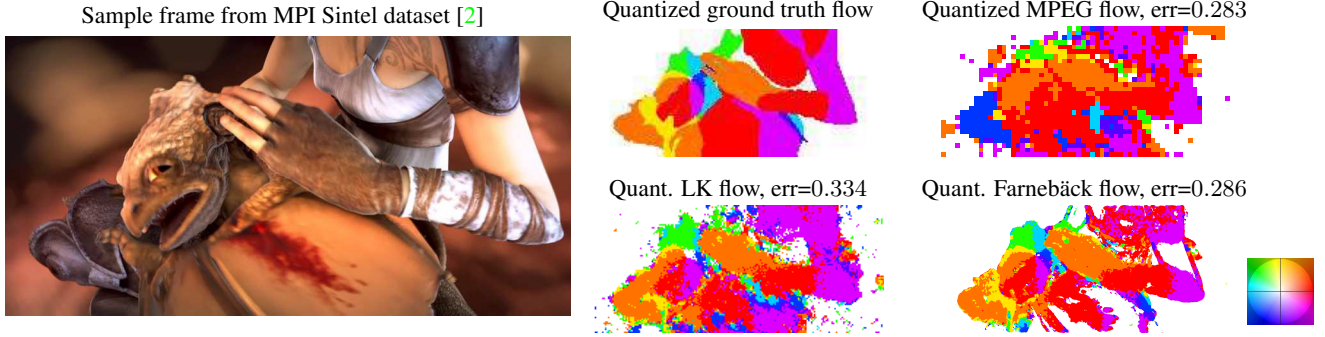 Sample frame from MPI Sintel dataset [2]
Quantized ground truth flow
Quantized MPEG flow, err=0.283
Quant. LK flow, err=0.334
Quant. Farnebäck flow, err=0.286